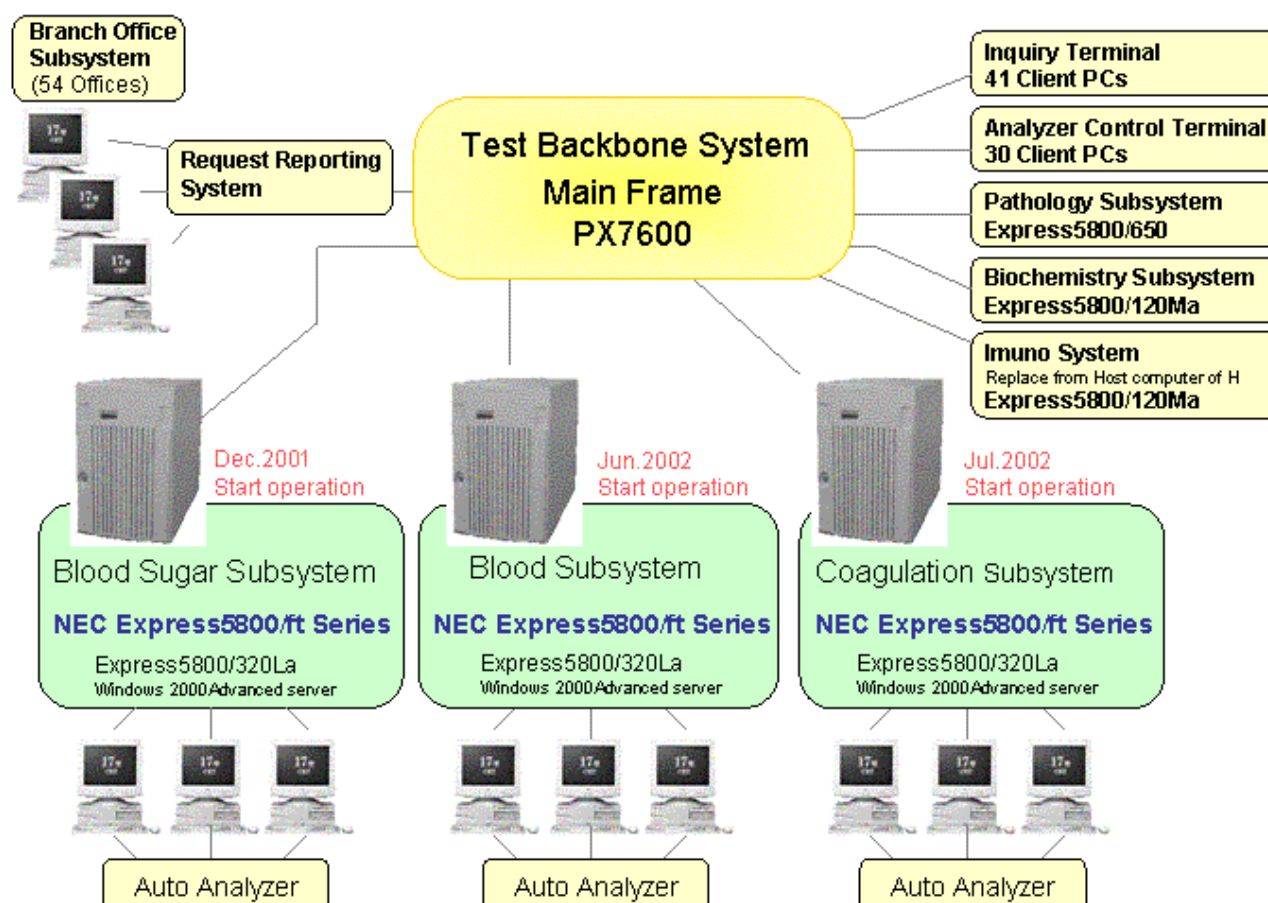 Branch Office
Subsystem
(54 Offices)
Request Reporting
System
Test Backbone System
Main Frame
PX7600
Inquiry Terminal
41 Client PCs
Analyzer Control Terminal
30 Client PCs
Pathology Subsystem
Express5800/650
Biochemistry Subsystem
Express5800/120Ma
Imuno System
Replace from Host computer of H
Express5800/120Ma
Dec.2001
Start operation
Blood Sugar Subsystem
NEC Express5800/ft Series
Express5800/320La
Windows 2000Advanced server
Auto Analyzer
Jun.2002
Start operation
Blood Subsystem
NEC Express5800/ft Series
Express5800/320La
Windows 2000Advanced server
Auto Analyzer
Jul.2002
Start operation
Coagulation Subsystem
NEC Express5800/ft Series
Express5800/320La
Windows 2000Advanced server
Auto Analyzer